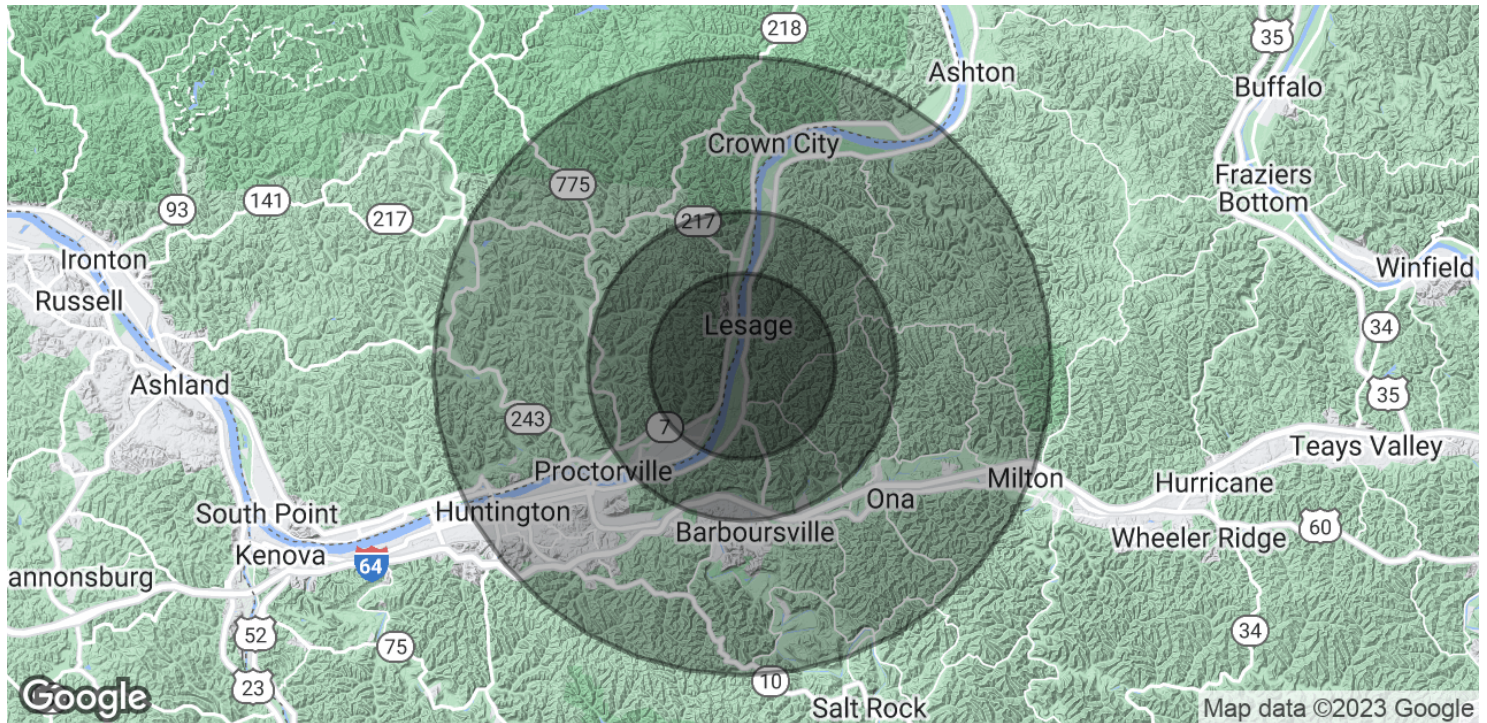 218
35
Ashton
Buffalo
Crown City
775
Fraziers
Bottom
141
93
217
217
Ironton
Winfield
Russell
Lesage
34
Ashland
35
243
7
Teays Valley
Proctorville
Milton
Hurricane
Ona
South Point
Huntington
Barboursville
60
Wheeler Ridge
Kenova
64
annonsburg
52
75
34
23
10
Salt Rock
Google
Map data ©2023 Google